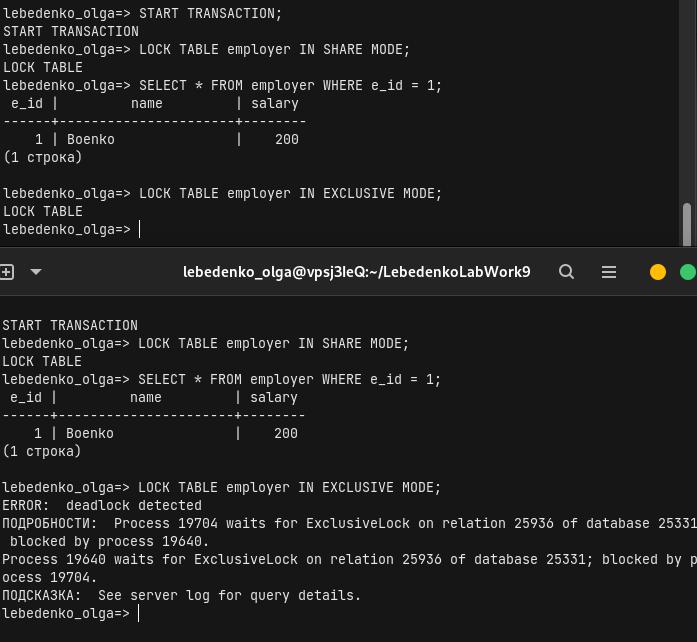 lebedenko_olga=> START TRANSACTION;
START TRANSACTION
lebedenko_olga=> LOCK TABLE employer IN SHARE MODE;
LOCK TABLE
lebedenko_olga=> SELECT * FROM employer WHERE e_id = 1;
 e_id |         name         | salary
------+----------------------+--------
    1 | Boenko               |    200
(1 строка)

lebedenko_olga=> LOCK TABLE employer IN EXCLUSIVE MODE;
LOCK TABLE
lebedenko_olga=>
lebedenko_olga@vpsj3IeQ:~/LebedenkoLabWork9
START TRANSACTION
lebedenko_olga=> LOCK TABLE employer IN SHARE MODE;
LOCK TABLE
lebedenko_olga=> SELECT * FROM employer WHERE e_id = 1;
 e_id |         name         | salary
------+----------------------+--------
    1 | Boenko               |    200
(1 строка)

lebedenko_olga=> LOCK TABLE employer IN EXCLUSIVE MODE;
ERROR:  deadlock detected
ПОДРОБНОСТИ:  Process 19704 waits for ExclusiveLock on relation 25936 of database 25331
 blocked by process 19640.
Process 19640 waits for ExclusiveLock on relation 25936 of database 25331; blocked by p
ocess 19704.
ПОДСКАЗКА:  See server log for query details.
lebedenko_olga=>